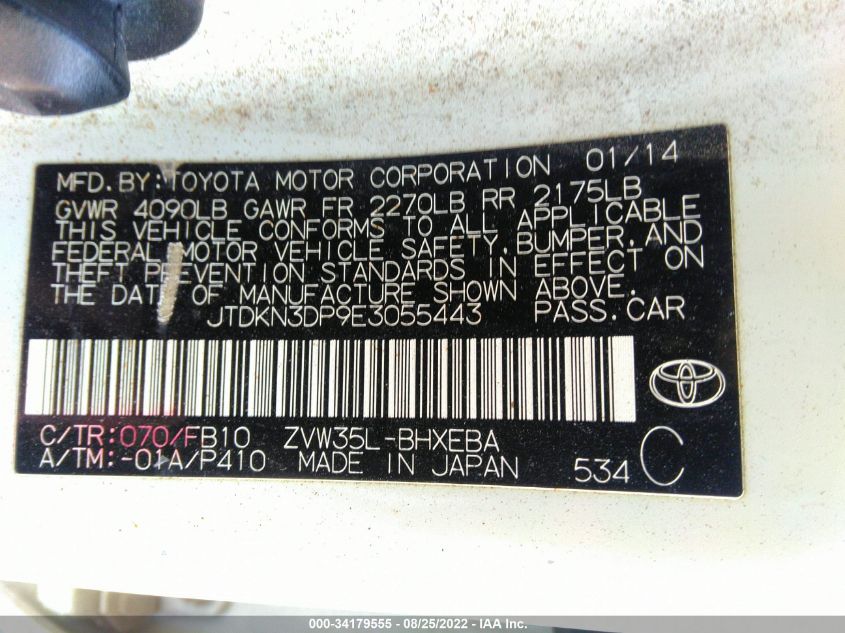 MFD. BY: TOYOTA MOTOR CORPORATION 01/14
GVWR 4090LB GAWR FR 2270LB RR 2175LB
THIS VEHICLE CONFORMS TO ALL APPLICABLE
FEDERAL MOTOR VEHICLE SAFETY, BUMPER, AND
THEFT PREVENTION STANDARDS IN EFFECT ON
THE DATE OF MANUFACTURE SHOWN ABOVE.
JTDKN3DP9E3055443 PASS. CAR
C/TR: 070/FB10 ZVW35L-BHXEBA
A/TM: -01A/P410 MADE IN JAPAN 534 C
000-34179555 - 08/25/2022 - IAA Inc.